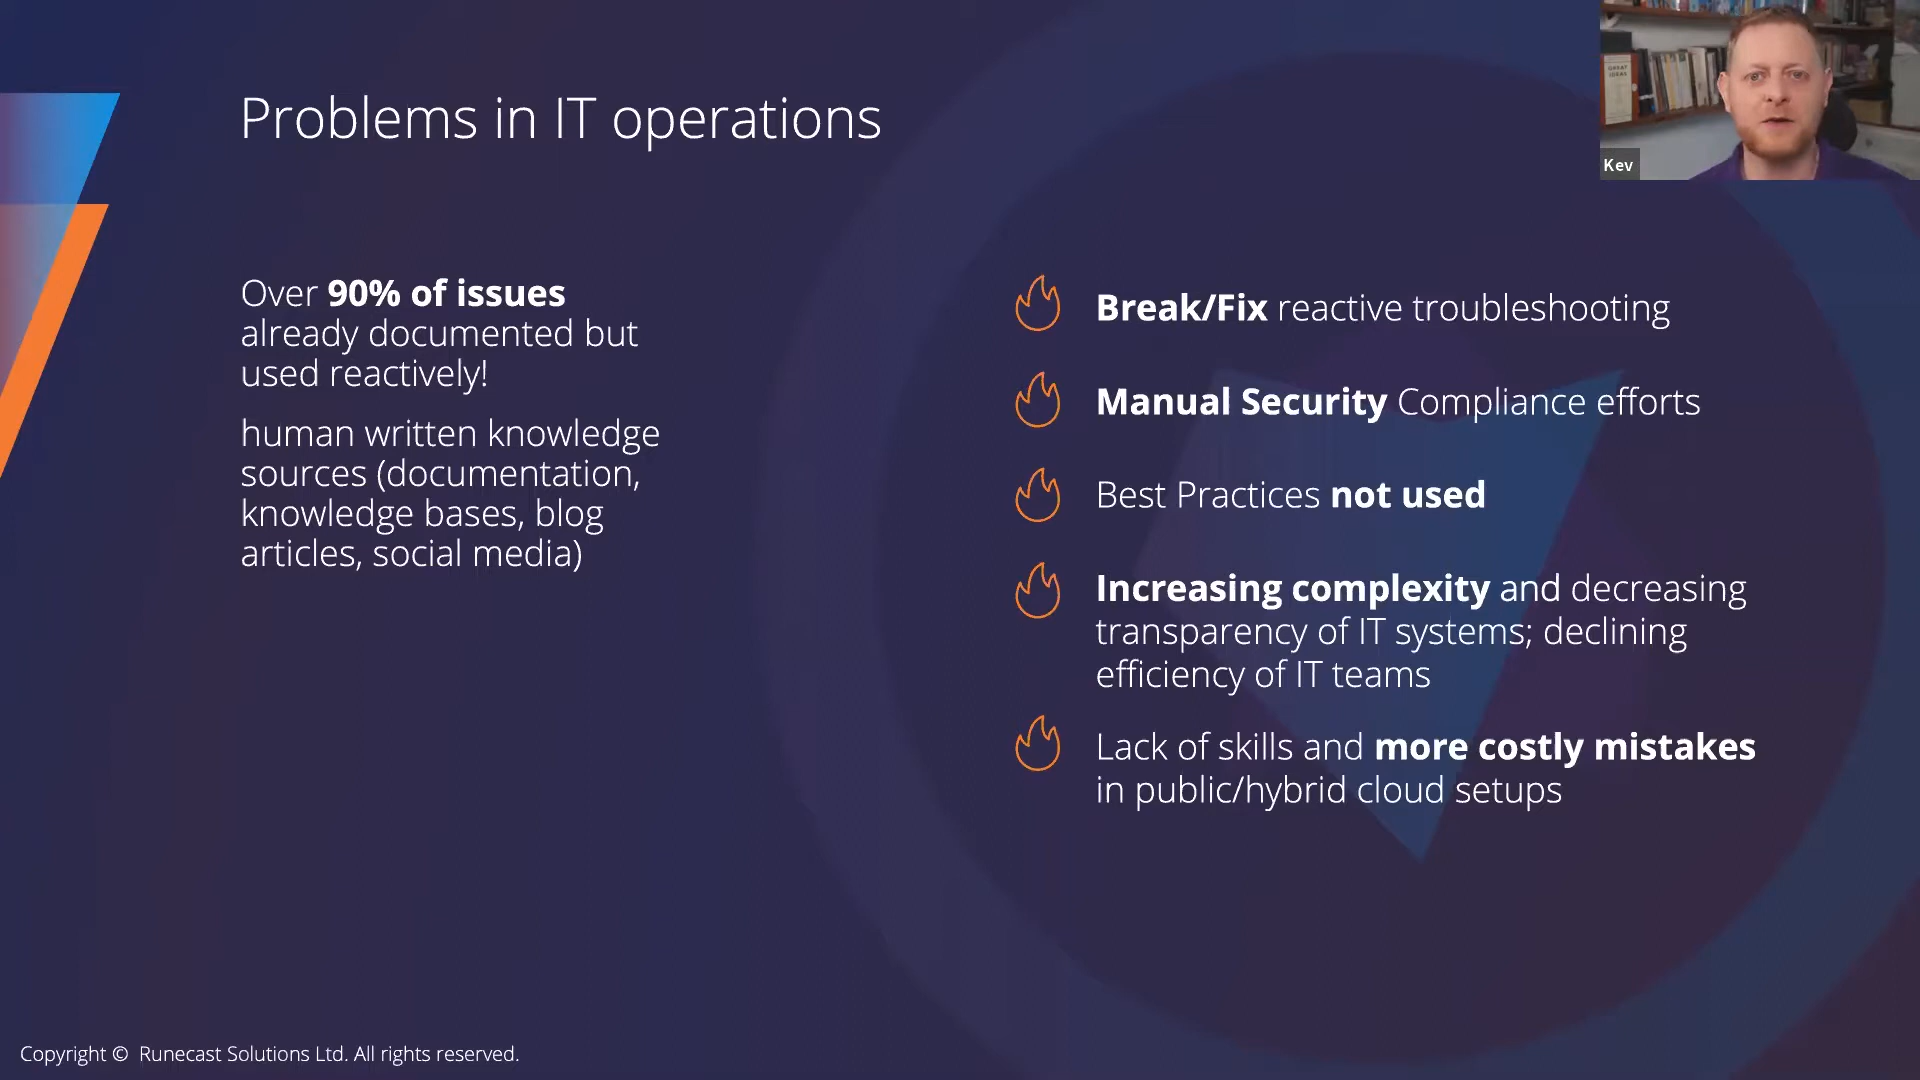 Problems in IT operations
Over 90% of issues
already documented but
used reactively!
human written knowledge
sources (documentation,
knowledge bases, blog
articles, social media)
Break/Fix reactive troubleshooting
Manual Security Compliance efforts
Best Practices not used
Increasing complexity and decreasing
transparency of IT systems; declining
efficiency of IT teams
Lack of skills and more costly mistakes
in public/hybrid cloud setups
GREAT
IDEAS
Kev
Copyright © Runecast Solutions Ltd. All rights reserved.